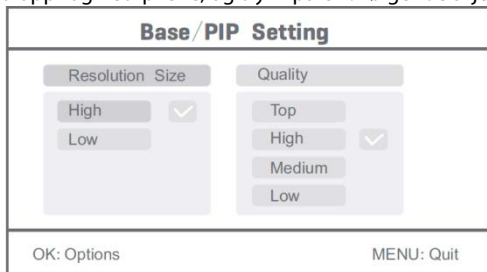 Base/PIP Setting
Resolution Size
High
Low
Quality
Top
High
Medium
Low
OK: Options
MENU: Quit